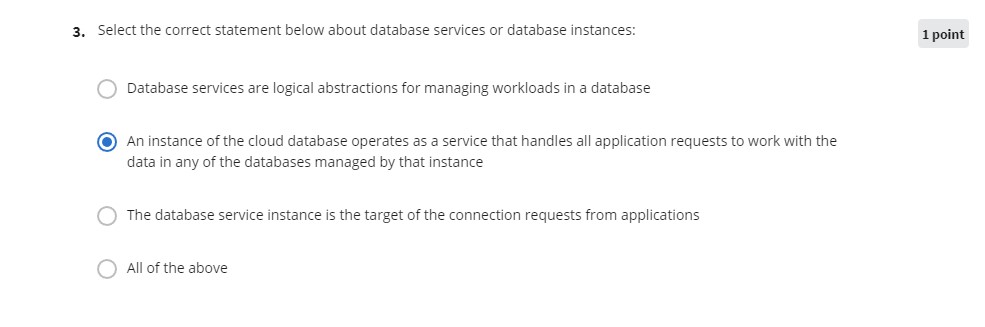 3. Select the correct statement below about database services or database instances:
1 point
Database services are logical abstractions for managing workloads in a database
An instance of the cloud database operates as a service that handles all application requests to work with the
data in any of the databases managed by that instance
The database service instance is the target of the connection requests from applications
All of the above